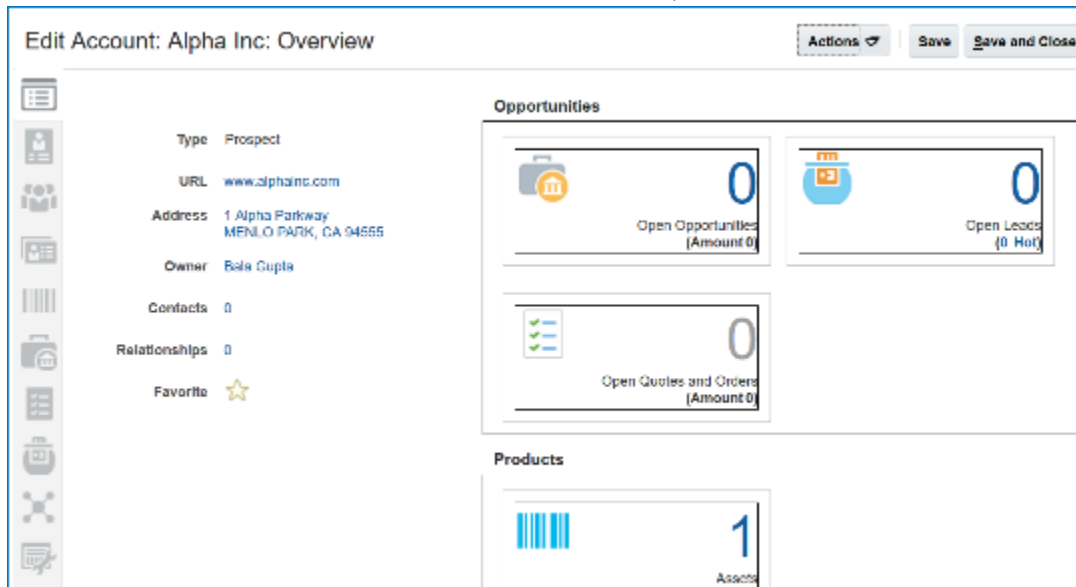 Edit Account: Alpha Inc: Overview
Actions
Save
Save and Close
Type Prospect
URL www.alphainc.com
Address 1 Alpha Parkway
MENLO PARK, CA 94555
Owner Bala Gupta
Contacts 0
Relationships 0
Favorite
Opportunities
0
Open Opportunities
(Amount 0)
0
Open Leads
(0 Hot)
0
Open Quotes and Orders
(Amount 0)
Products
1
Assets